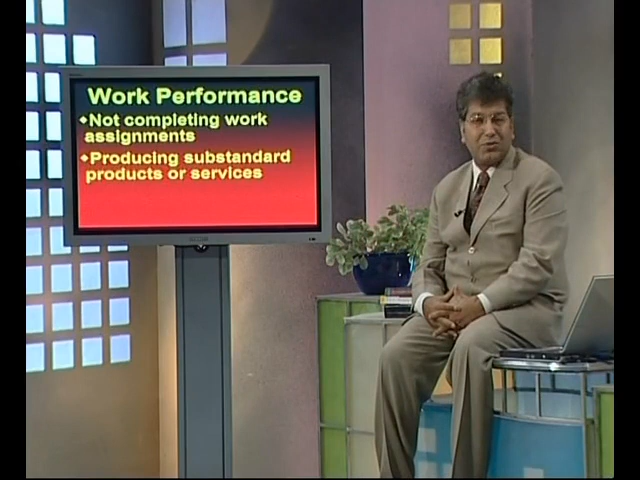 Work Performance
◆Not completing work
assignments
◆Producing substandard
products or services